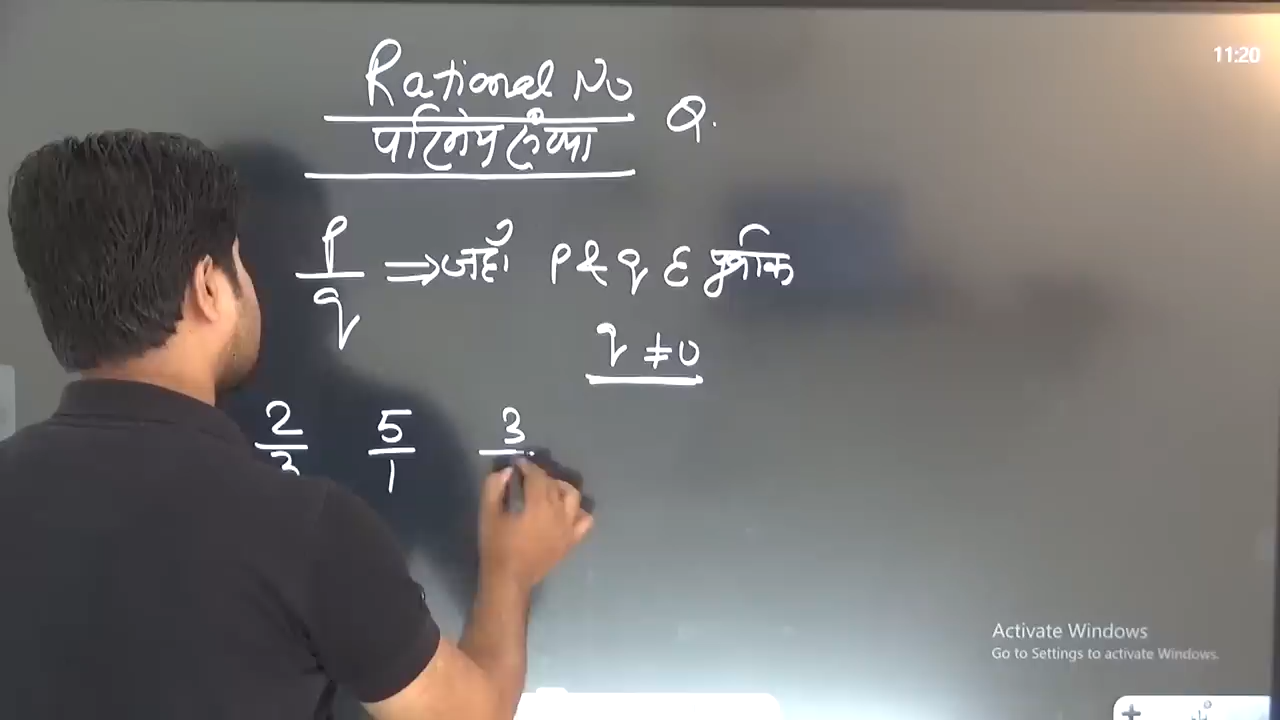 11:20
Rational No
परिमेय संख्या Q.
p/q ⇒ जहाँ p & q ε पूर्णांक
q ≠ 0
2/3 5/1 3
Activate Windows
Go to Settings to activate Windows.